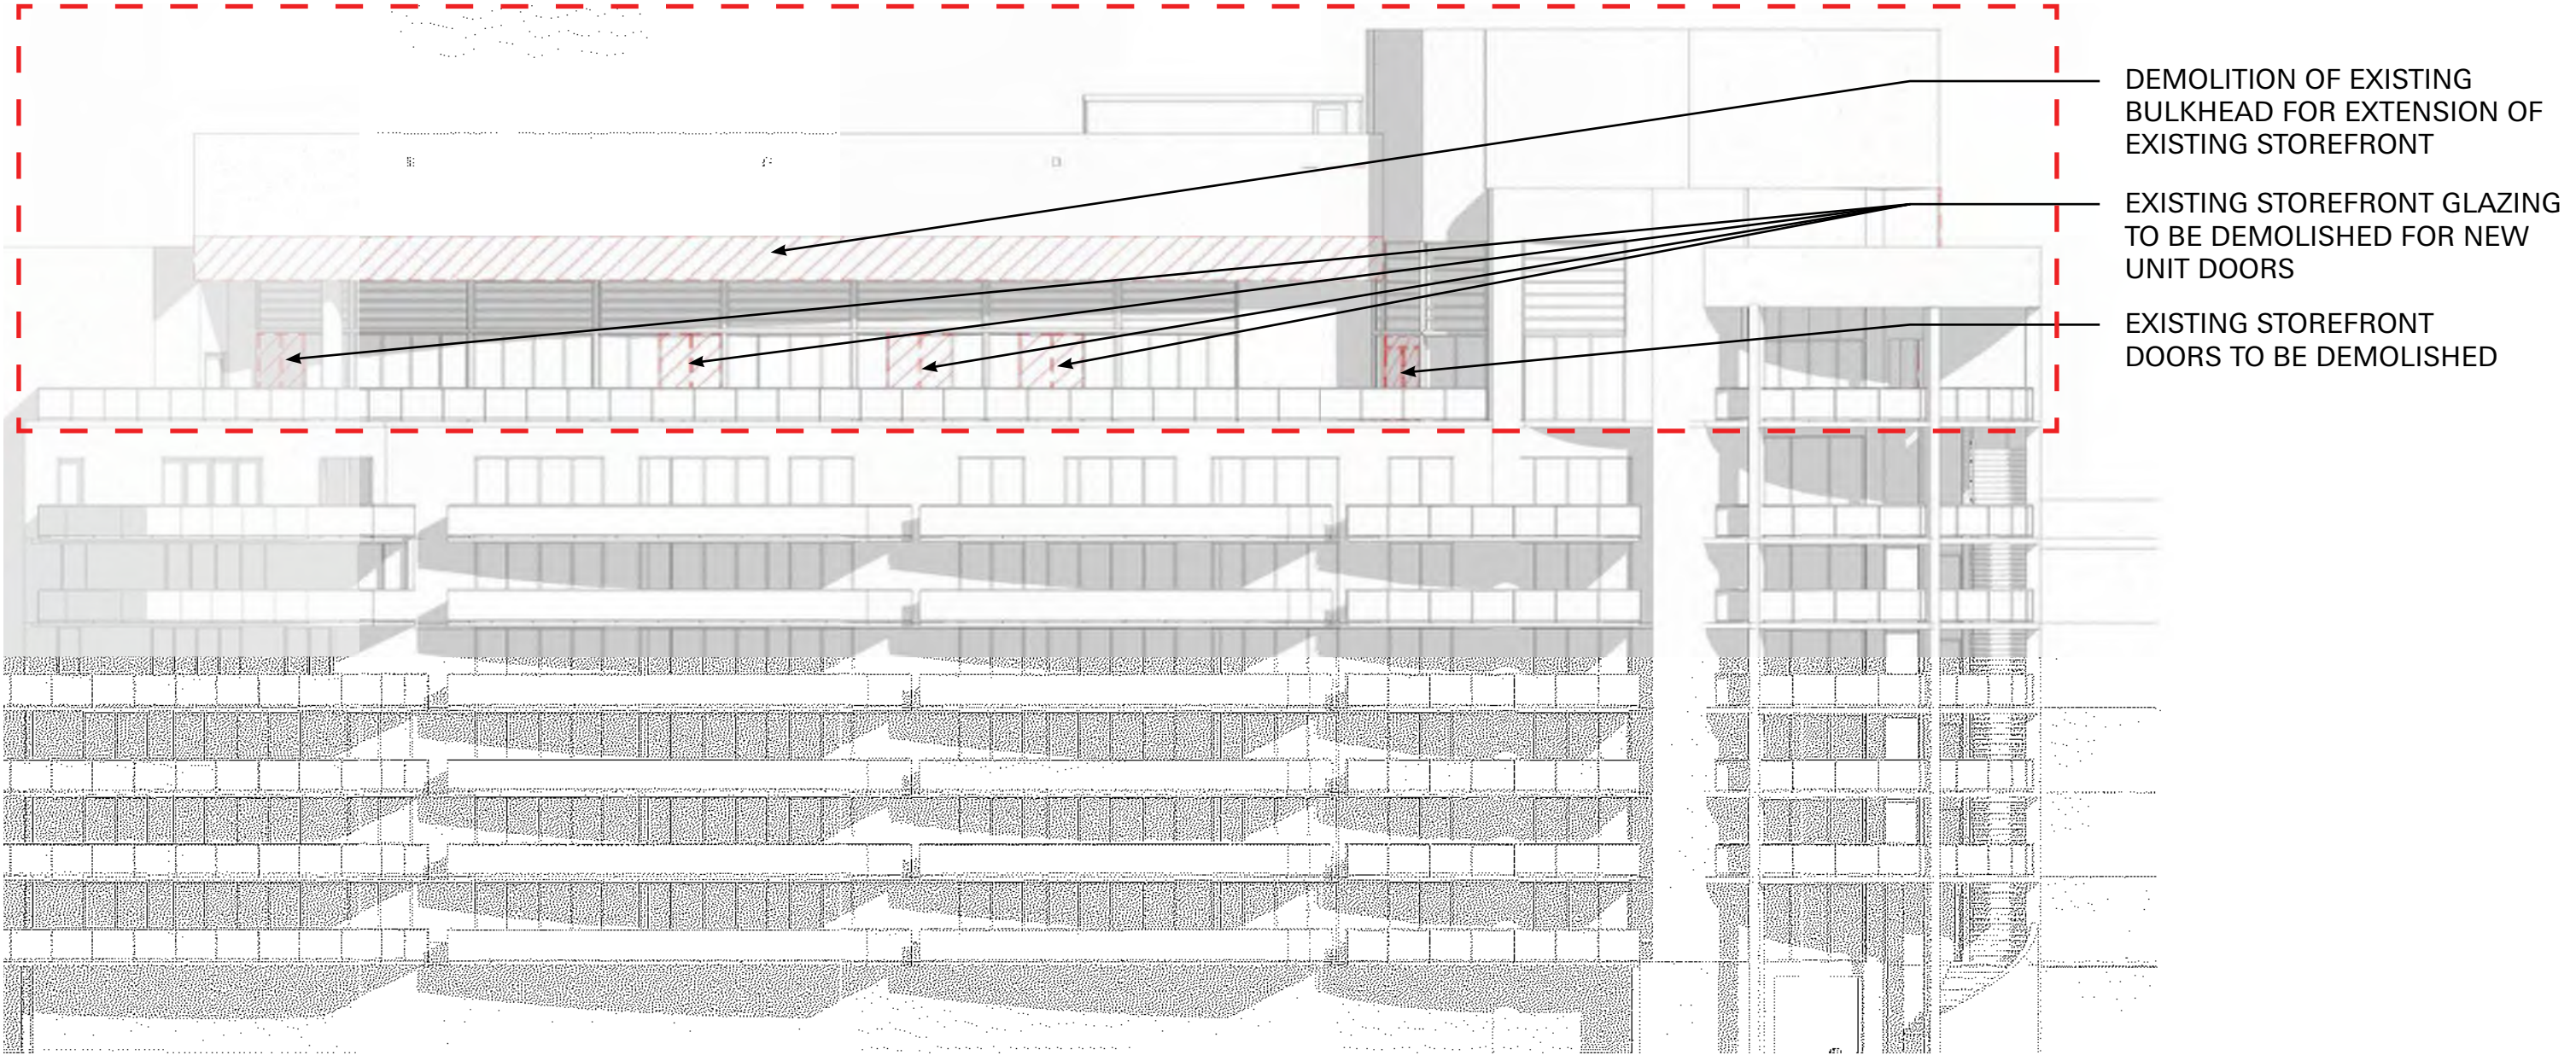 DEMOLITION OF EXISTING
BULKHEAD FOR EXTENSION OF
EXISTING STOREFRONT
EXISTING STOREFRONT GLAZING
TO BE DEMOLISHED FOR NEW
UNIT DOORS
EXISTING STOREFRONT
DOORS TO BE DEMOLISHED